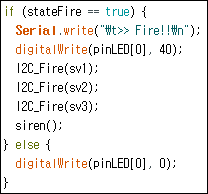 if (stateFire == true) {
Serial.write("₩t>> Fire!!₩n");
digitalWrite(pinLED[0], 40);
I2C_Fire(sv1);
I2C_Fire(sv2);
I2C_Fire(sv3);
siren();
} else {
digitalWrite(pinLED[0], 0);
}